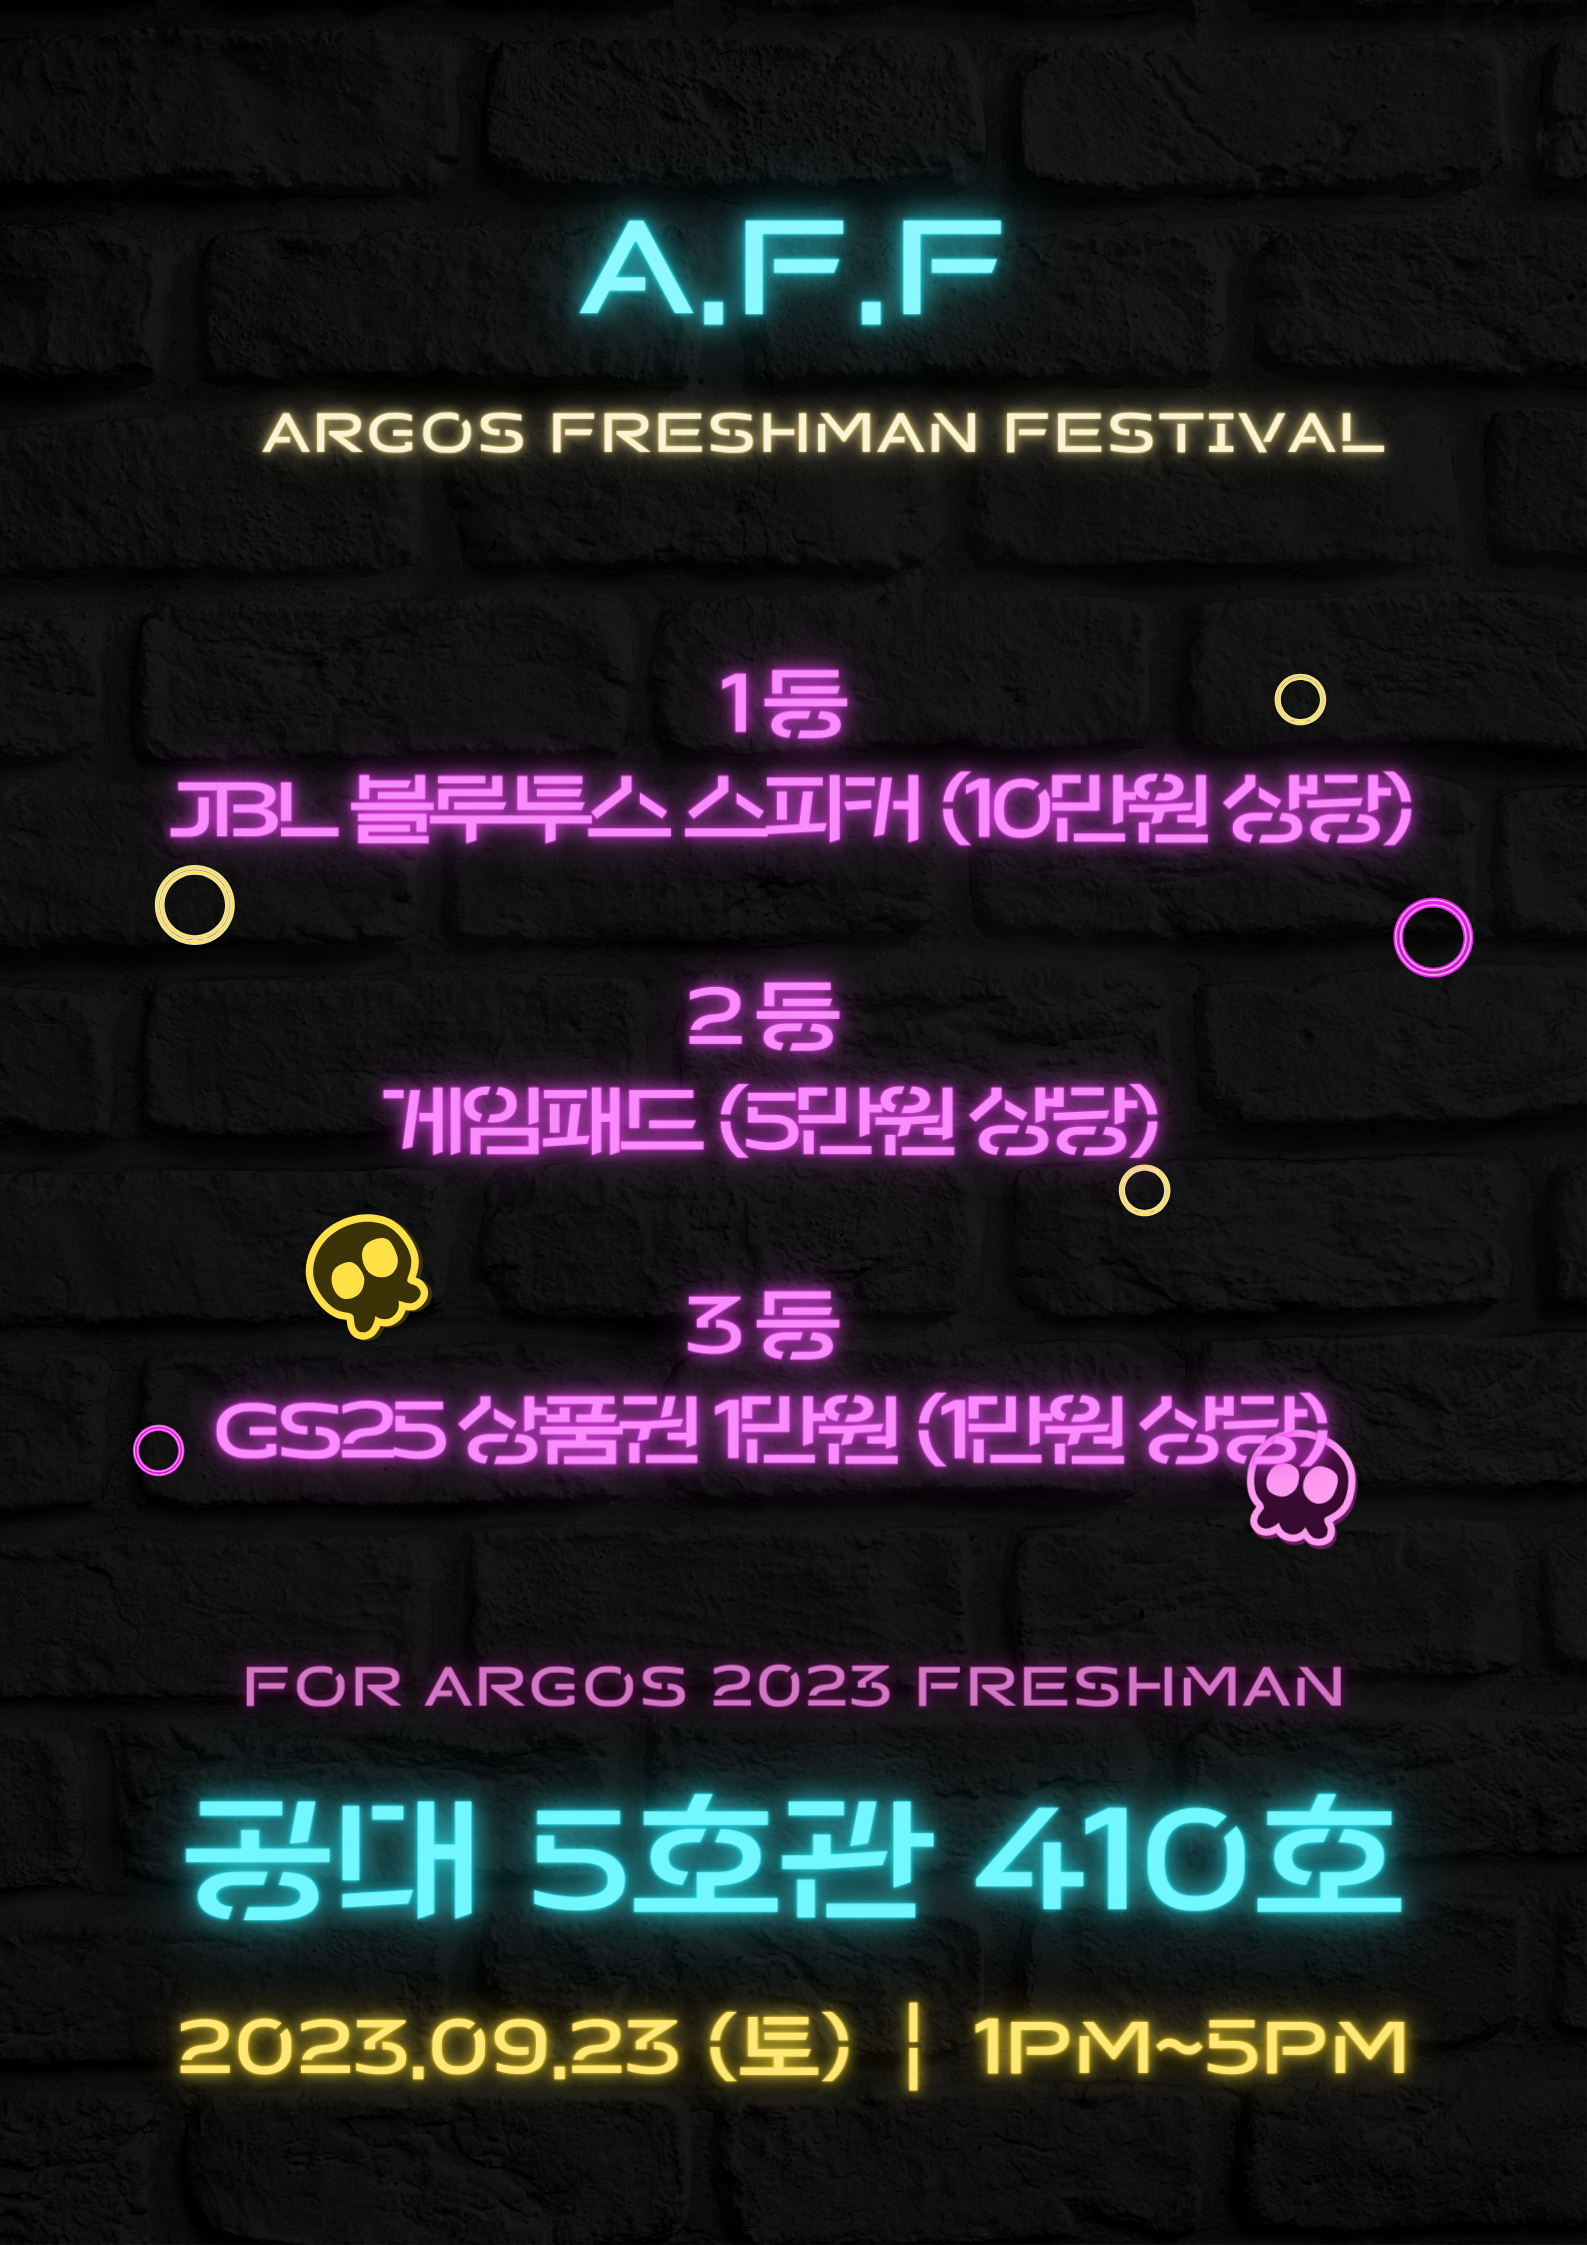 A.F.F
ARGOS FRESHMAN FESTIVAL
1등
JBL 블루투스 스피커 (10만원 상당)
2등
게임패드 (5만원 상당)
3등
GS25 상품권 1만원 (1만원 상당)
FOR ARGOS 2023 FRESHMAN
공대 5호관 410호
2023.09.23 (토) | 1PM~5PM